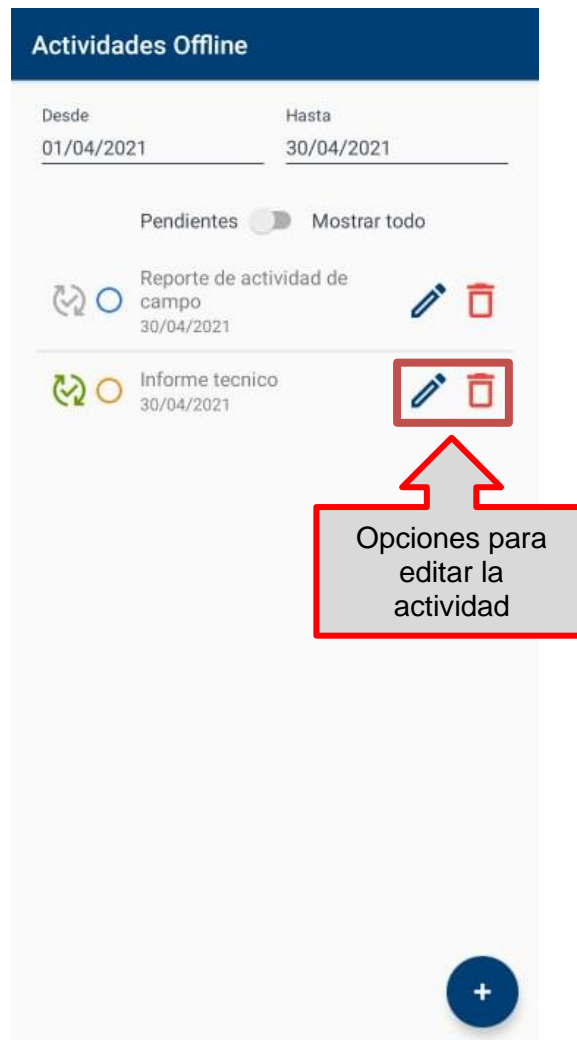 Actividades Offline
Desde
Hasta
01/04/2021
30/04/2021
Pendientes
Mostrar todo
Reporte de actividad de
campo
30/04/2021
Informe tecnico
30/04/2021
Opciones para
editar la
actividad
+